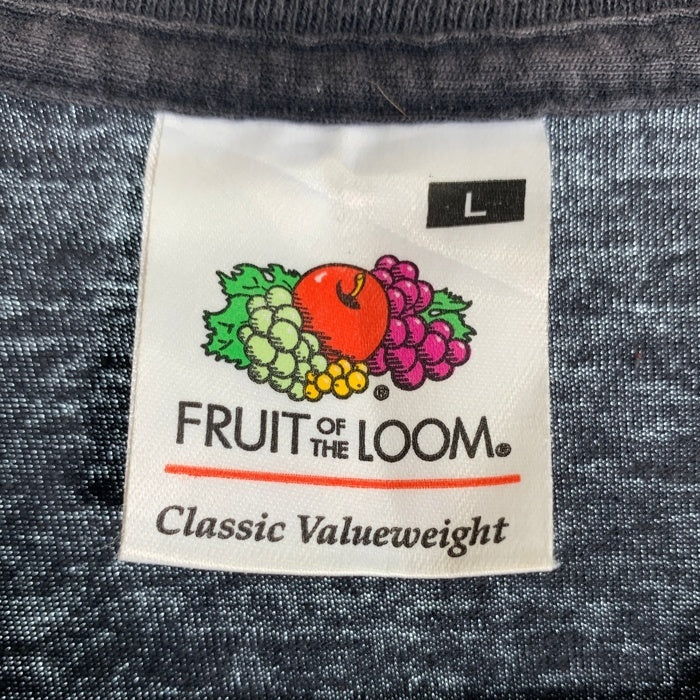 L
®
FRUIT OF THE LOOM®
Classic Valueweight